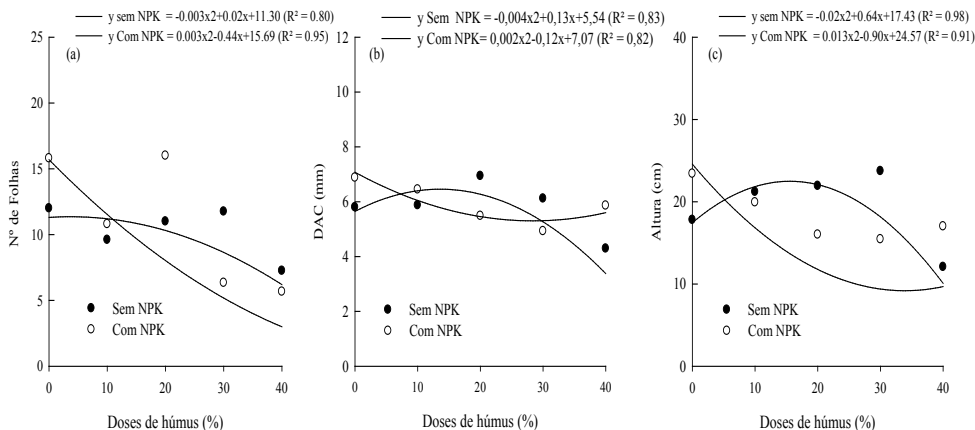 y sem NPK = -0.003x2+0.02x+11.30 (R² = 0.80)
y Com NPK = 0.003x2-0.44x+15.69 (R² = 0.95)
(a)
25
20
15
10
5
0
Nº de Folhas
Sem NPK
Com NPK
0 10 20 30 40
Doses de húmus (%)
y Sem NPK = -0,004x2+0,13x+5,54 (R² = 0,83)
y Com NPK= 0,002x2-0,12x+7,07 (R² = 0,82)
(b)
12
10
8
6
4
2
0
DAC (mm)
Sem NPK
Com NPK
0 10 20 30 40
Doses de húmus (%)
y sem NPK = -0.02x2+0.64x+17.43 (R² = 0.98)
y Com NPK = 0.013x2-0.90x+24.57 (R² = 0.91)
(c)
40
30
20
10
0
Altura (cm)
Sem NPK
Com NPK
0 10 20 30 40
Doses de húmus (%)